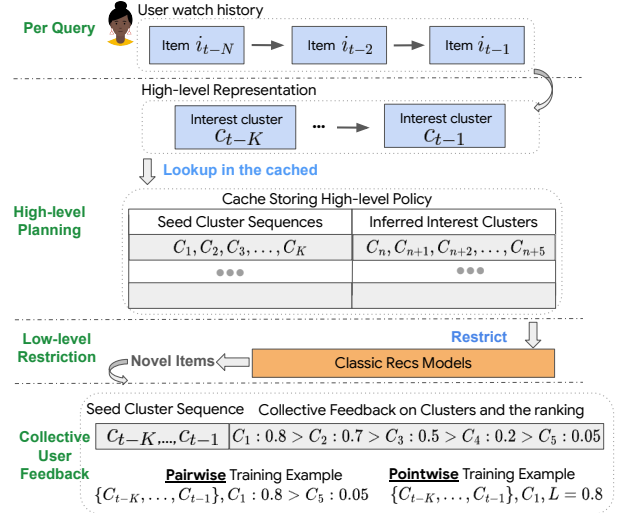 User watch history
Per Query
Item i_{t-N} Item i_{t-2} Item i_{t-1}
High-level Representation
Interest cluster Interest cluster
C_{t-K} ... C_{t-1}
Lookup in the cached
Cache Storing High-level Policy
High-level
Planning
Seed Cluster Sequences Inferred Interest Clusters
C_1, C_2, C_3, ..., C_K C_n, C_{n+1}, C_{n+2}, ..., C_{n+5}
Low-level
Restriction
Restrict
Novel Items
Classic Recs Models
Seed Cluster Sequence Collective Feedback on Clusters and the ranking
Collective
User
Feedback
C_{t-K},..., C_{t-1} C_1 : 0.8 > C_2 : 0.7 > C_3 : 0.5 > C_4 : 0.2 > C_5 : 0.05
Pairwise Training Example Pointwise Training Example
{C_{t-K}, ..., C_{t-1}}, C_1 : 0.8 > C_5 : 0.05 {C_{t-K}, ..., C_{t-1}}, C_1, L = 0.8